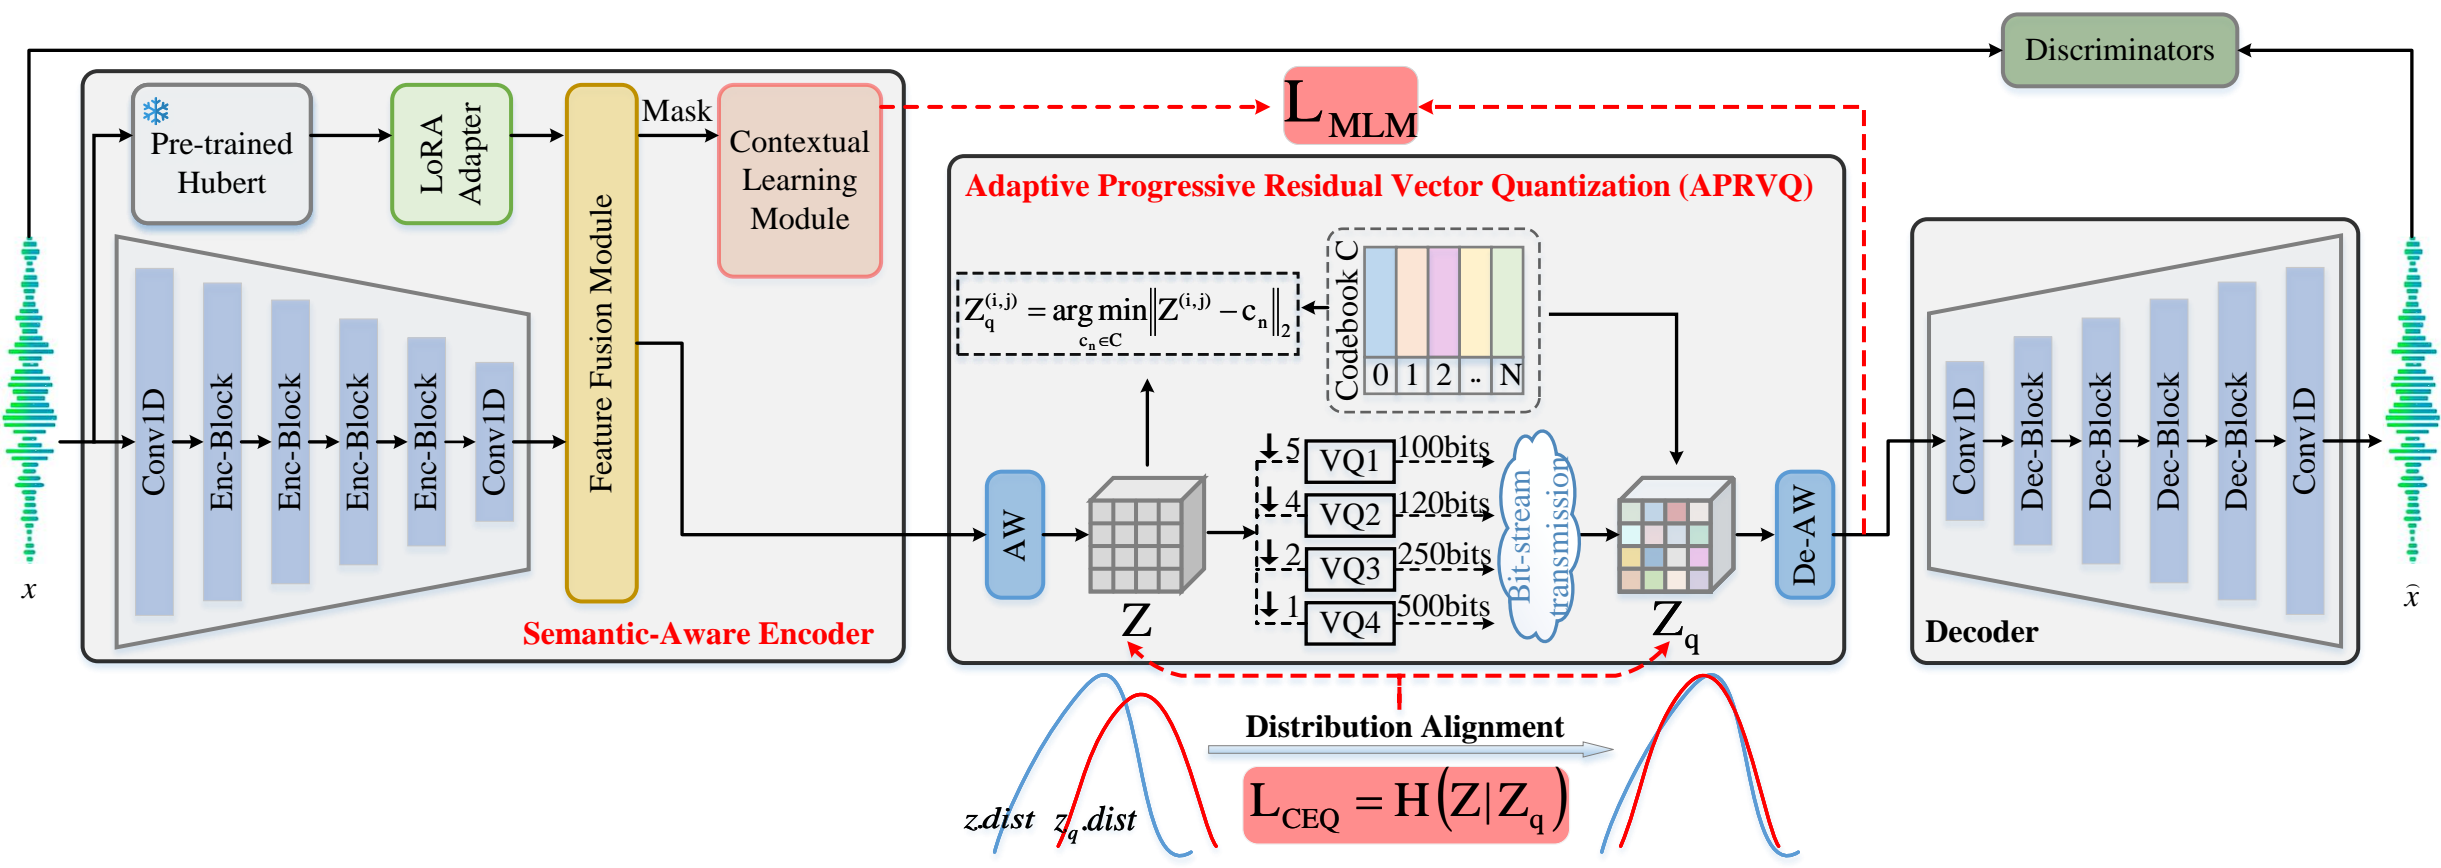 Discriminators
Pre-trained
Hubert
LoRA
Adapter
Mask
Contextual
Learning
Module
Feature Fusion Module
Conv1D
Enc-Block
Enc-Block
Enc-Block
Enc-Block
Conv1D
Semantic-Aware Encoder
x
L_MLM
Adaptive Progressive Residual Vector Quantization (APRVQ)
Z_q^(i,j) = arg min_{c_n∈C} ‖Z^(i,j) − c_n‖_2
Codebook C
0 1 2 .. N
AW
Z
↓5 VQ1 100bits
↓4 VQ2 120bits
↓2 VQ3 250bits
↓1 VQ4 500bits
Bit-stream
transmission
Z_q
De-AW
Conv1D
Dec-Block
Dec-Block
Dec-Block
Dec-Block
Conv1D
Decoder
x̂
Distribution Alignment
L_CEQ = H(Z|Z_q)
z.dist
z_q.dist